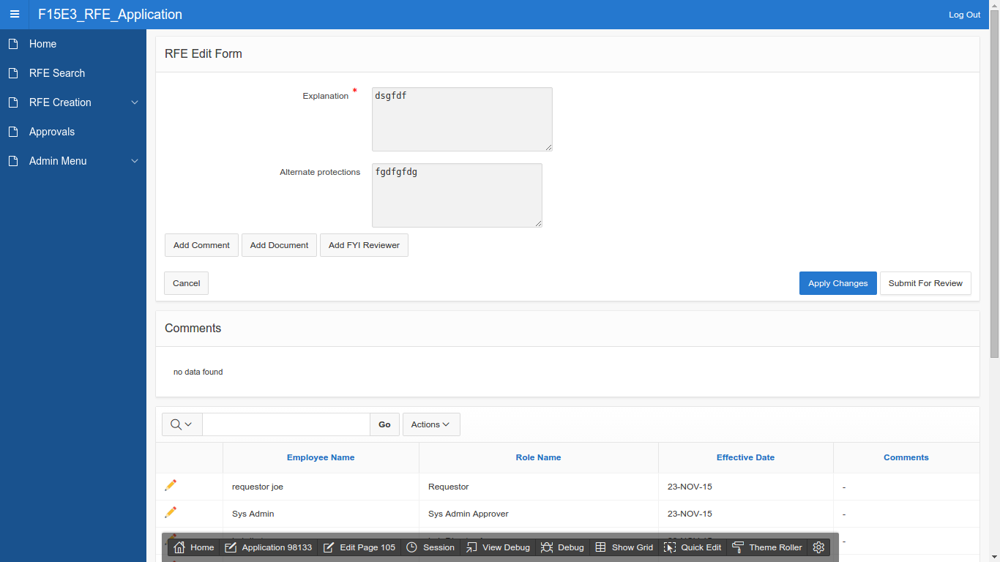 F15E3_RFE_Application
Log Out
Home
RFE Search
RFE Creation
Approvals
Admin Menu
RFE Edit Form
Explanation *
dsgfdf
Alternate protections
fgdfgfdg
Add Comment Add Document Add FYI Reviewer
Cancel Apply Changes Submit For Review
Comments
no data found
Go Actions
Employee Name Role Name Effective Date Comments
requestor joe Requestor 23-NOV-15 -
Sys Admin Sys Admin Approver 23-NOV-15 -
-
Home Application 98133 Edit Page 105 Session View Debug Debug Show Grid Quick Edit Theme Roller